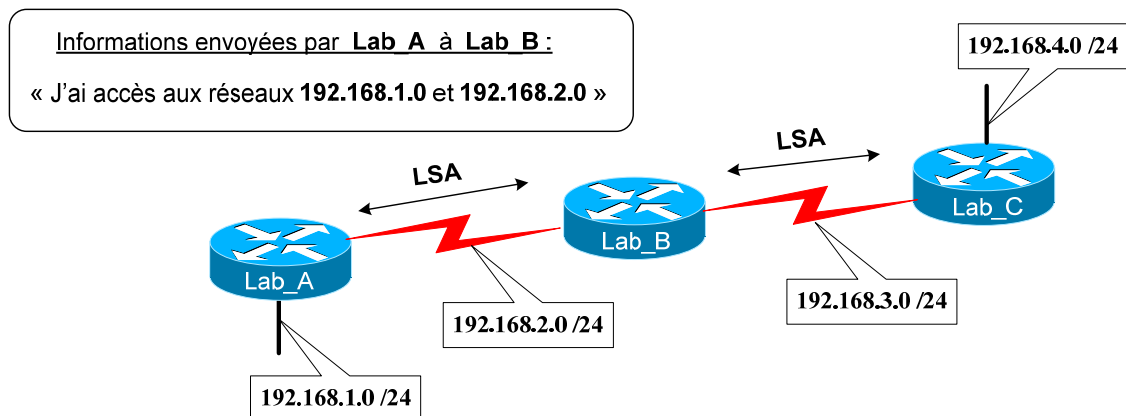 Informations envoyées par Lab_A à Lab_B :
« J'ai accès aux réseaux 192.168.1.0 et 192.168.2.0 »
192.168.4.0 /24
LSA
LSA
Lab_C
Lab_B
Lab_A
192.168.3.0 /24
192.168.2.0 /24
192.168.1.0 /24